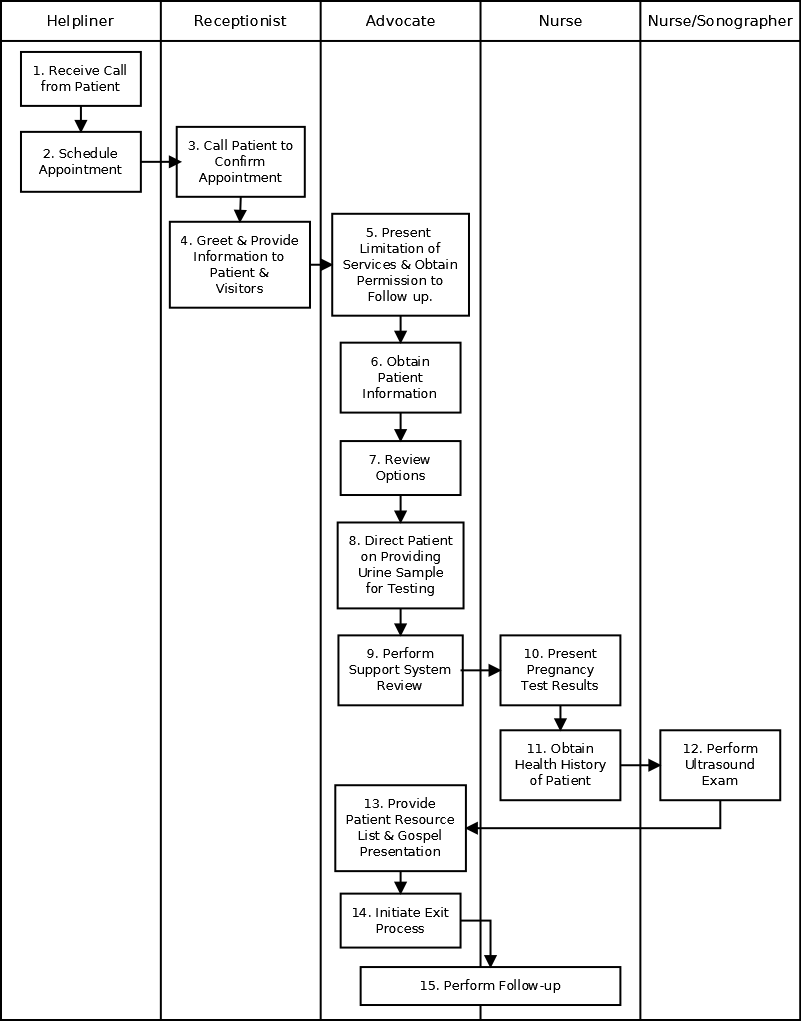 Helpliner
Receptionist
Advocate
Nurse
Nurse/Sonographer
1. Receive Call
from Patient
2. Schedule
Appointment
3. Call Patient to
Confirm
Appointment
4. Greet & Provide
Information to
Patient &
Visitors
5. Present
Limitation of
Services & Obtain
Permission to
Follow up.
6. Obtain
Patient
Information
7. Review
Options
8. Direct Patient
on Providing
Urine Sample
for Testing
9. Perform
Support System
Review
10. Present
Pregnancy
Test Results
11. Obtain
Health History
of Patient
12. Perform
Ultrasound
Exam
13. Provide
Patient Resource
List & Gospel
Presentation
14. Initiate Exit
Process
15. Perform Follow-up